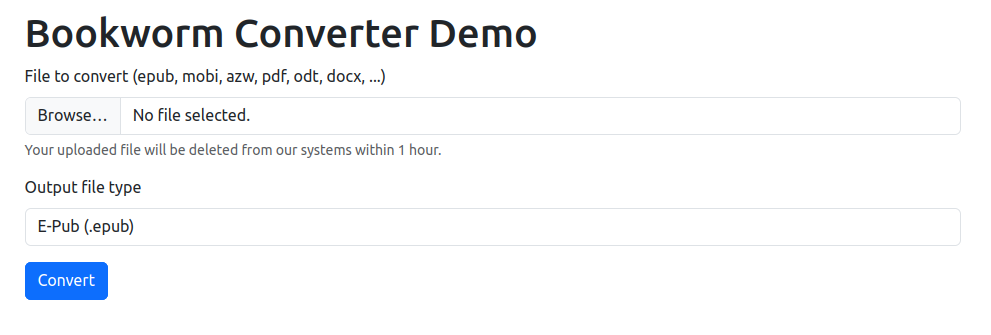 Bookworm Converter Demo
File to convert (epub, mobi, azw, pdf, odt, docx, ...)
Browse... No file selected.
Your uploaded file will be deleted from our systems within 1 hour.
Output file type
E-Pub (.epub)
Convert